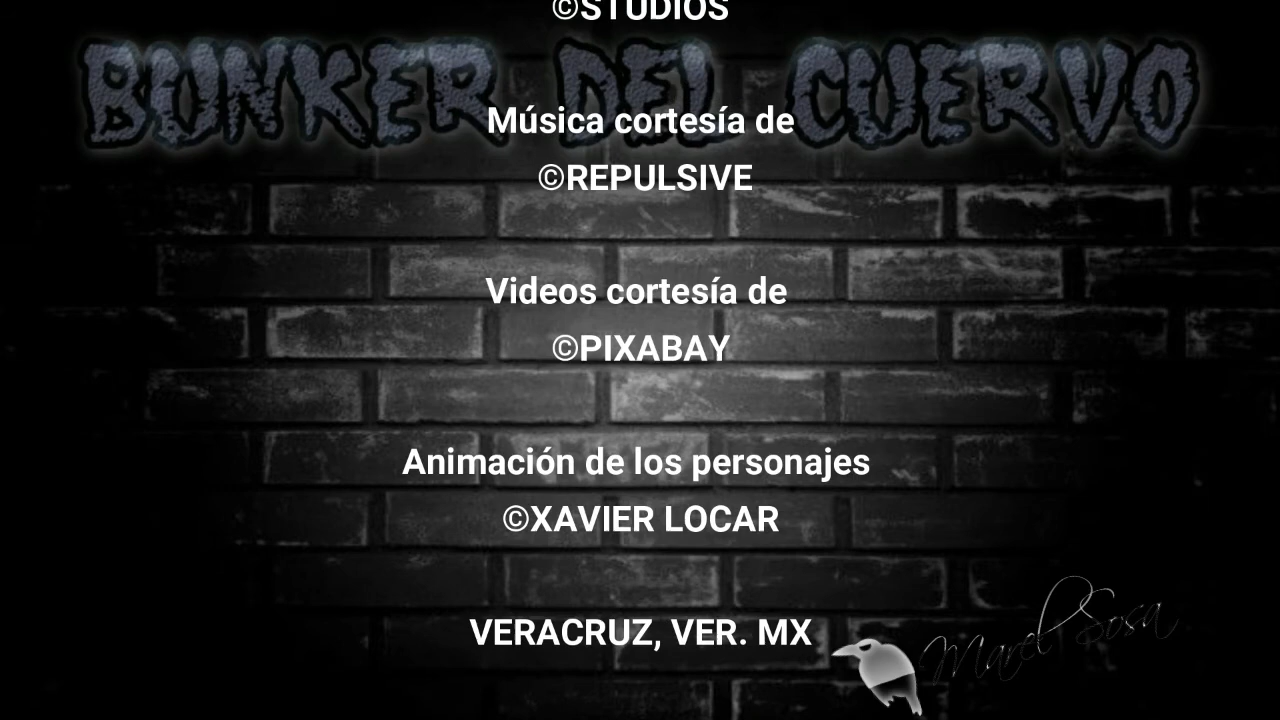 ©STUDIOS
BUNKER DEL CUERVO
Música cortesía de
©REPULSIVE
Videos cortesía de
©PIXABAY
Animación de los personajes
©XAVIER LOCAR
VERACRUZ, VER. MX
Marel Sosa